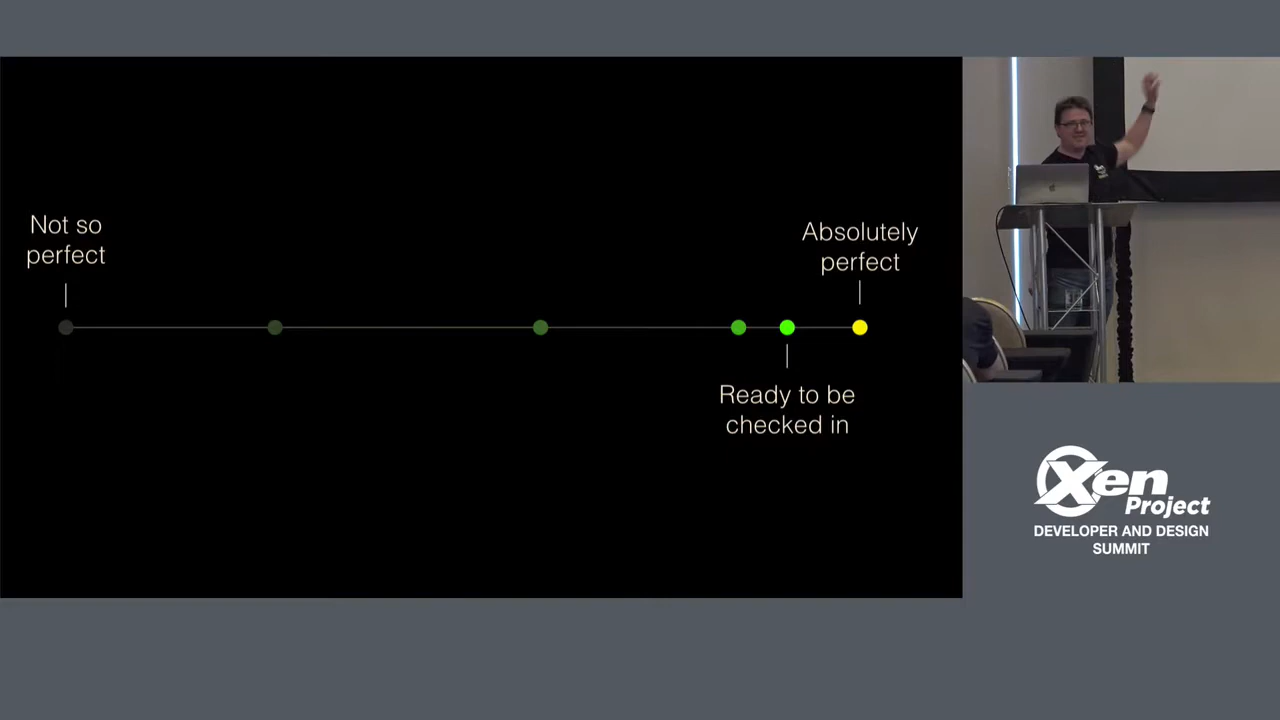 Not so
perfect
Absolutely
perfect
Ready to be
checked in
Xen
Project
DEVELOPER AND DESIGN
SUMMIT